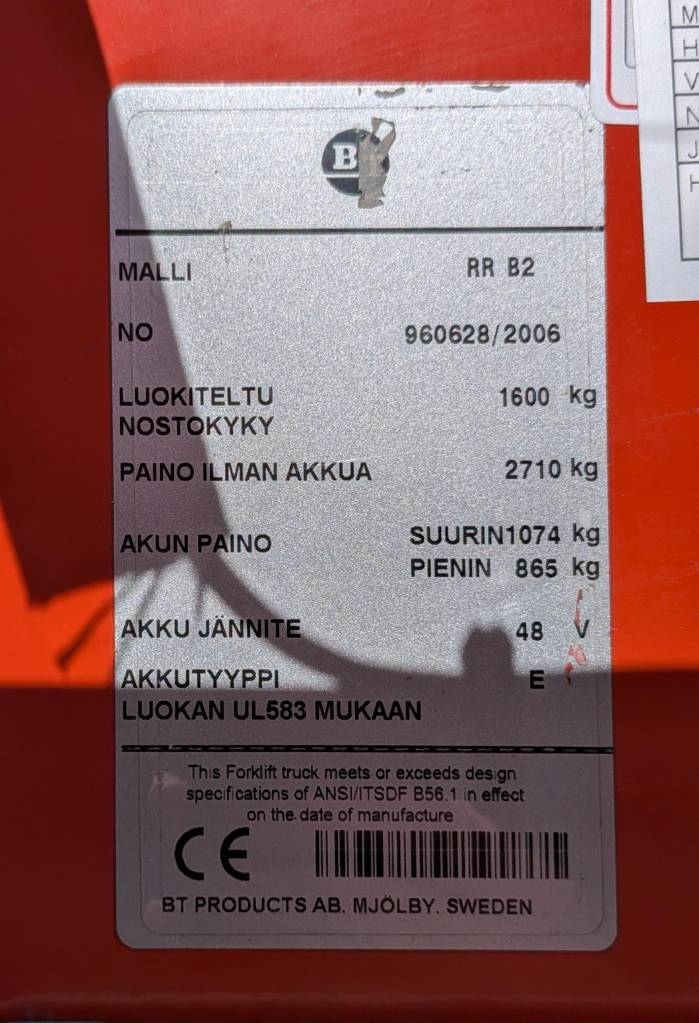 B
MALLI RR B2
NO 960628/2006
LUOKITELTU 1600 kg
NOSTOKYKY
PAINO ILMAN AKKUA 2710 kg
AKUN PAINO SUURIN1074 kg
PIENIN 865 kg
AKKU JÄNNITE 48 V
AKKUTYYPPI E
LUOKAN UL583 MUKAAN
This Forklift truck meets or exceeds design
specifications of ANSI/ITSDF B56.1 in effect
on the date of manufacture
CE
BT PRODUCTS AB. MJÖLBY. SWEDEN
M
H
V
N
J